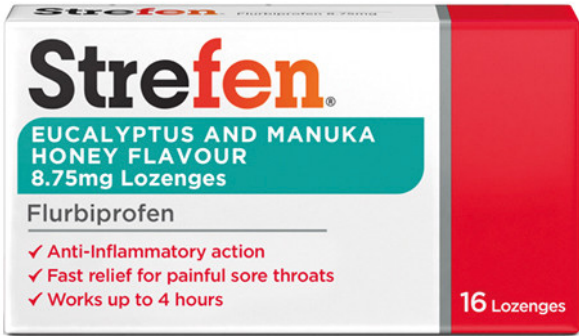 Strefen. Flurbiprofen 8.75mg
Strefen®
EUCALYPTUS AND MANUKA
HONEY FLAVOUR
8.75mg Lozenges
Flurbiprofen
✓ Anti-Inflammatory action
✓ Fast relief for painful sore throats
✓ Works up to 4 hours
16 Lozenges